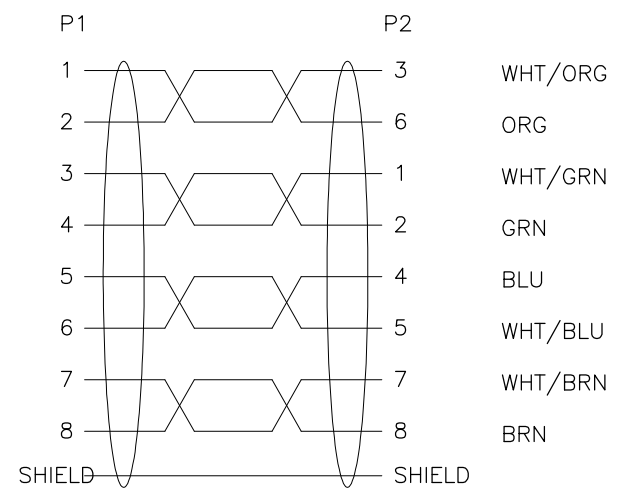 P1 P2
1 3 WHT/ORG
2 6 ORG
3 1 WHT/GRN
4 2 GRN
5 4 BLU
6 5 WHT/BLU
7 7 WHT/BRN
8 8 BRN
SHIELD SHIELD